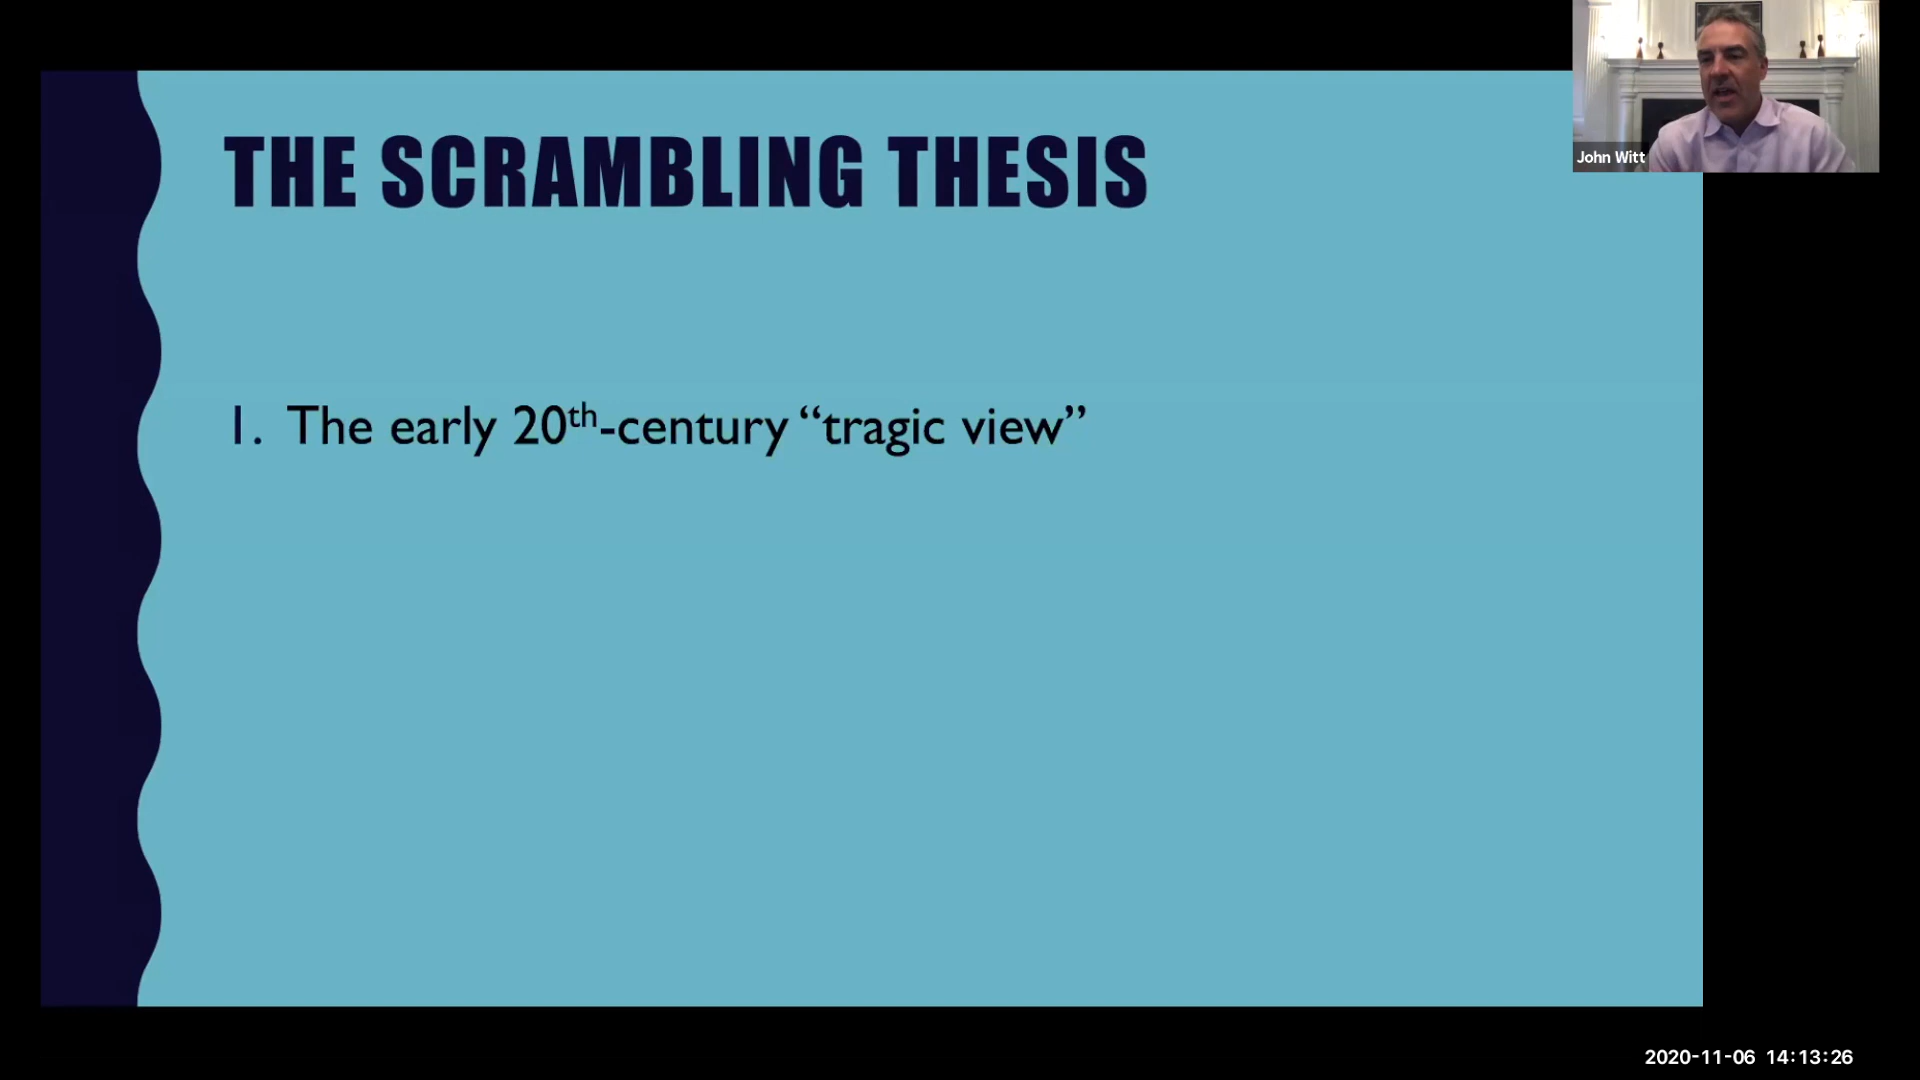 THE SCRAMBLING THESIS
John Witt
1. The early 20th-century “tragic view”
2020-11-06 14:13:26